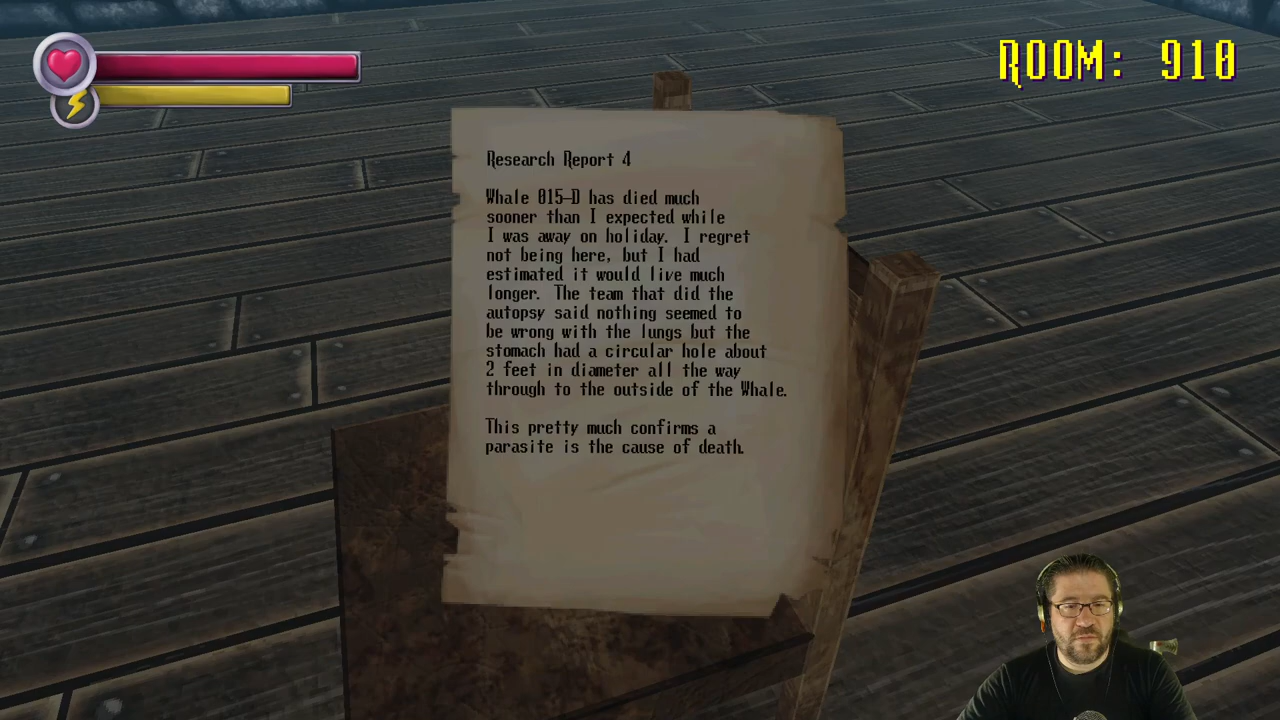 ROOM: 910
Research Report 4
Whale 015-D has died much
sooner than I expected while
I was away on holiday. I regret
not being here, but I had
estimated it would live much
longer. The team that did the
autopsy said nothing seemed to
be wrong with the lungs but the
stomach had a circular hole about
2 feet in diameter all the way
through to the outside of the Whale.
This pretty much confirms a
parasite is the cause of death.